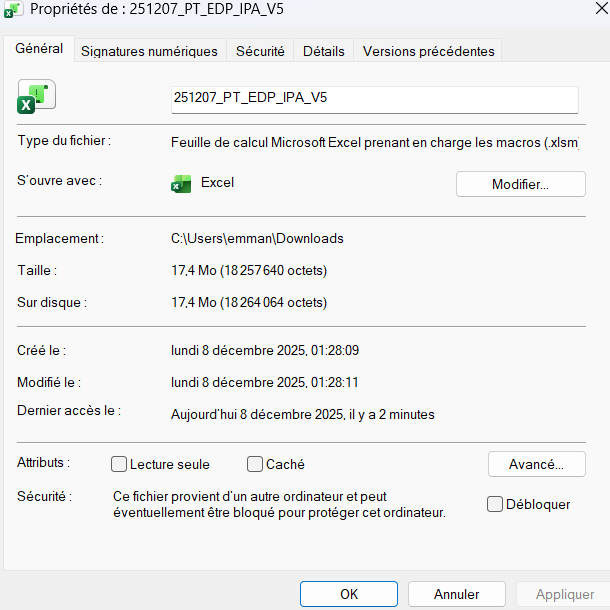 Propriétés de : 251207_PT_EDP_IPA_V5
Général Signatures numériques Sécurité Détails Versions précédentes
251207_PT_EDP_IPA_V5
Type du fichier : Feuille de calcul Microsoft Excel prenant en charge les macros (.xlsm
S'ouvre avec : Excel Modifier...
Emplacement : C:\Users\emman\Downloads
Taille : 17,4 Mo (18 257 640 octets)
Sur disque : 17,4 Mo (18 264 064 octets)
Créé le : lundi 8 décembre 2025, 01:28:09
Modifié le : lundi 8 décembre 2025, 01:28:11
Dernier accès le : Aujourd'hui 8 décembre 2025, il y a 2 minutes
Attributs : Lecture seule Caché Avancé...
Sécurité : Ce fichier provient d'un autre ordinateur et peut
éventuellement être bloqué pour protéger cet ordinateur. Débloquer
OK Annuler Appliquer